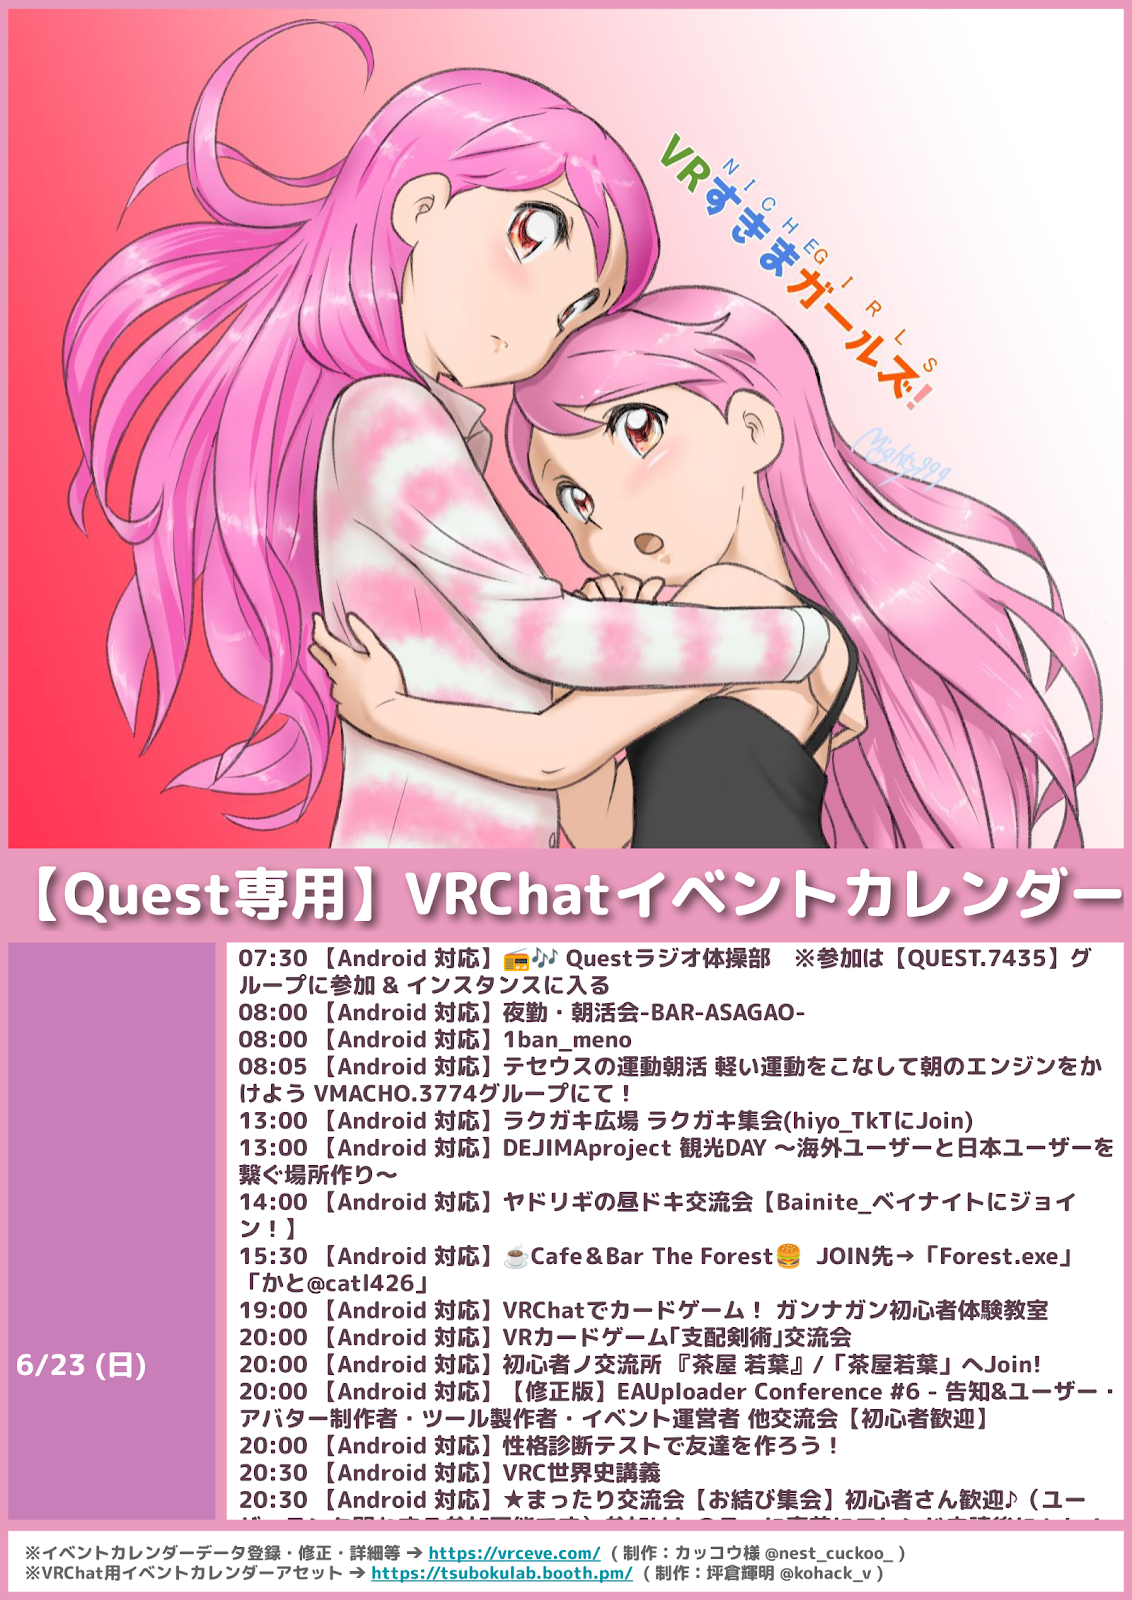 NICHE GIRLS
VRすきまガールズ!
Mighty999
【Quest専用】VRChatイベントカレンダー
6/23 (日)
07:30 【Android 対応】📻🎶 Questラジオ体操部　※参加は【QUEST.7435】グ
ループに参加 & インスタンスに入る
08:00 【Android 対応】夜勤・朝活会-BAR-ASAGAO-
08:00 【Android 対応】1ban_meno
08:05 【Android 対応】テセウスの運動朝活 軽い運動をこなして朝のエンジンをか
けよう VMACHO.3774グループにて！
13:00 【Android 対応】ラクガキ広場 ラクガキ集会(hiyo_TkTにJoin)
13:00 【Android 対応】DEJIMAproject 観光DAY 〜海外ユーザーと日本ユーザーを
繋ぐ場所作り〜
14:00 【Android 対応】ヤドリギの昼ドキ交流会【Bainite_ベイナイトにジョイ
ン！】
15:30 【Android 対応】☕Cafe＆Bar The Forest🍔 JOIN先→「Forest.exe」
「かと@catl426」
19:00 【Android 対応】VRChatでカードゲーム！ ガンナガン初心者体験教室
20:00 【Android 対応】VRカードゲーム｢支配剣術｣交流会
20:00 【Android 対応】初心者ノ交流所 『茶屋 若葉』/「茶屋若葉」へJoin!
20:00 【Android 対応】【修正版】EAUploader Conference #6 - 告知&ユーザー・
アバター制作者・ツール製作者・イベント運営者 他交流会【初心者歓迎】
20:00 【Android 対応】性格診断テストで友達を作ろう！
20:30 【Android 対応】VRC世界史講義
20:30 【Android 対応】★まったり交流会【お結び集会】初心者さん歓迎♪（ユー
※イベントカレンダーデータ登録・修正・詳細等 ➔ https://vrceve.com/ ( 制作：カッコウ様 @nest_cuckoo_ )
※VRChat用イベントカレンダーアセット ➔ https://tsubokulab.booth.pm/ ( 制作：坪倉輝明 @kohack_v )